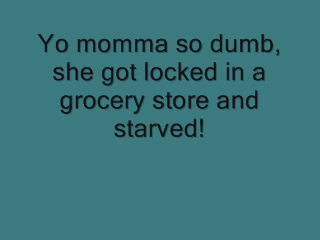 Yo momma so dumb,
she got locked in a
grocery store and
starved!